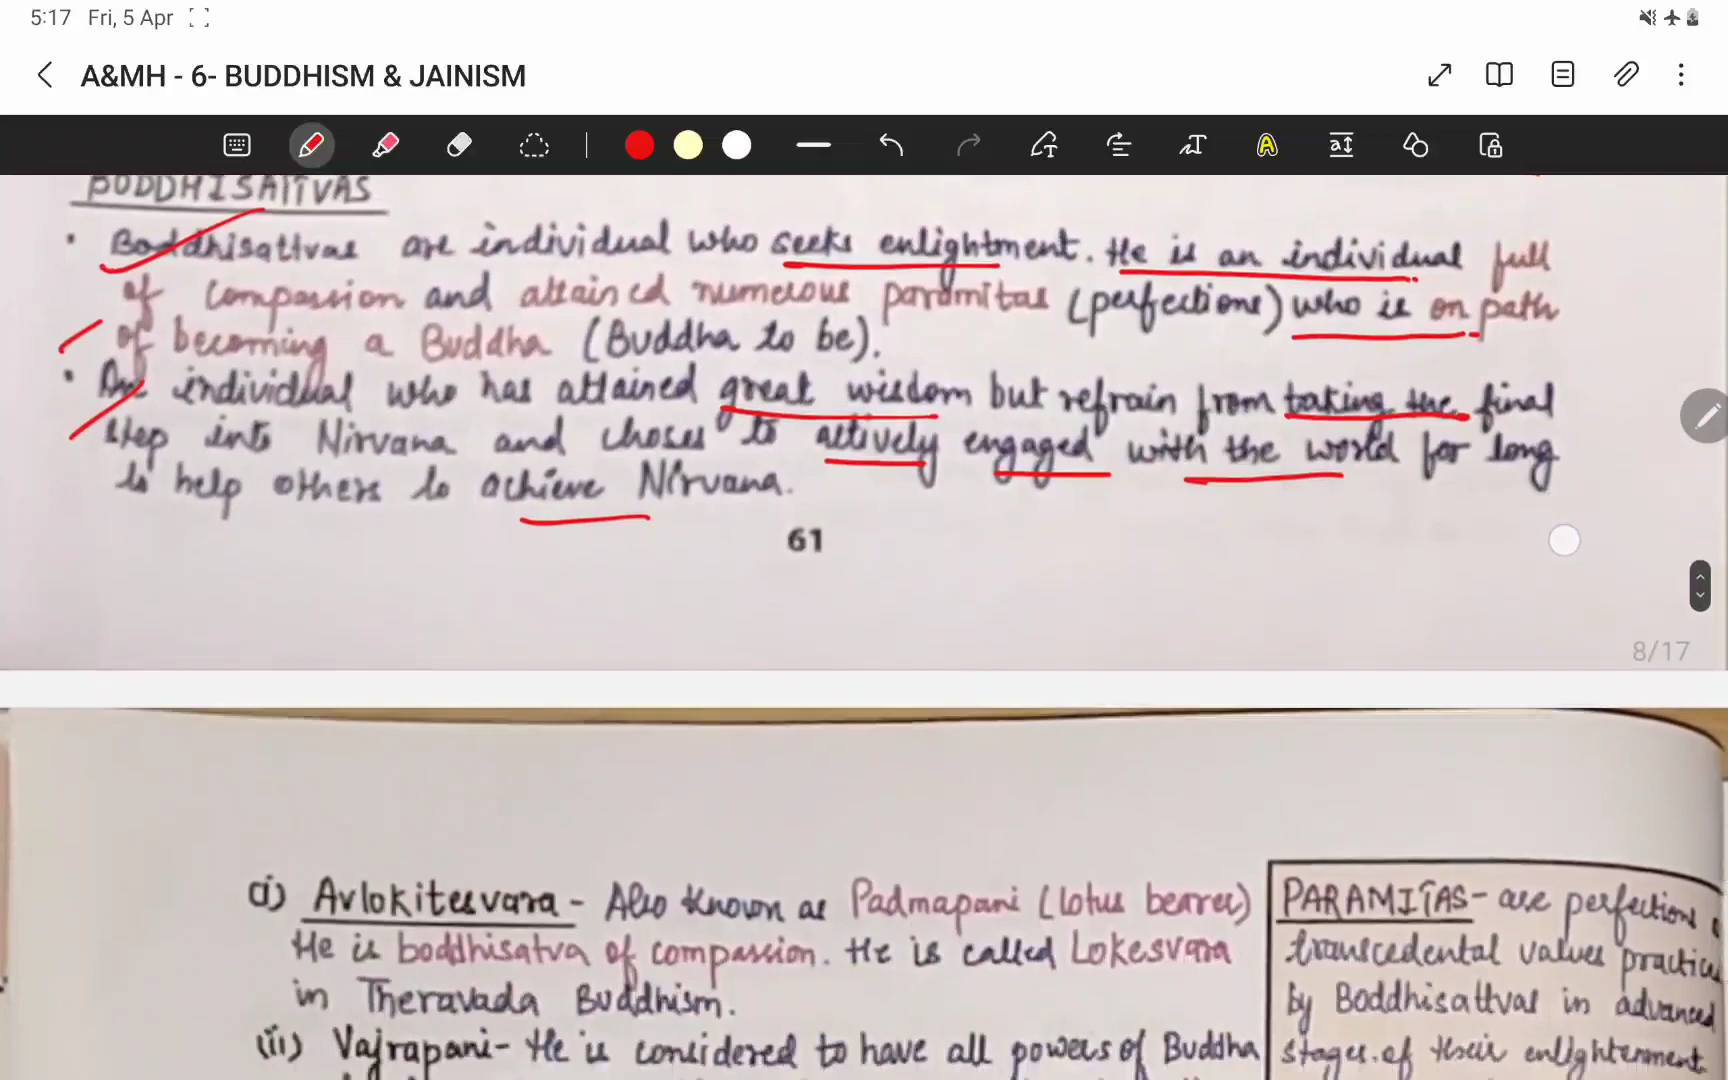 5:17 Fri, 5 Apr
A&MH - 6- BUDDHISM & JAINISM
BODDHISATTVAS
• Boddhisattvas are individual who seeks enlightment. He is an individual full
of compassion and attained numerous paramitas (perfections) who is on path
of becoming a Buddha (Buddha to be).
• An individual who has attained great wisdom but refrain from taking the final
step into Nirvana and choses to actively engaged with the world for long
to help others to achieve Nirvana.
61
8/17
(i) Avlokitesvara - Also known as Padmapani (lotus bearer)
He is boddhisatva of compassion. He is called Lokesvara
in Theravada Buddhism.
(ii) Vajrapani - He is considered to have all powers of Buddha
PARAMITAS - are perfections
transcedental values practice
by Boddhisattvas in advanced
stages of their enlightenment